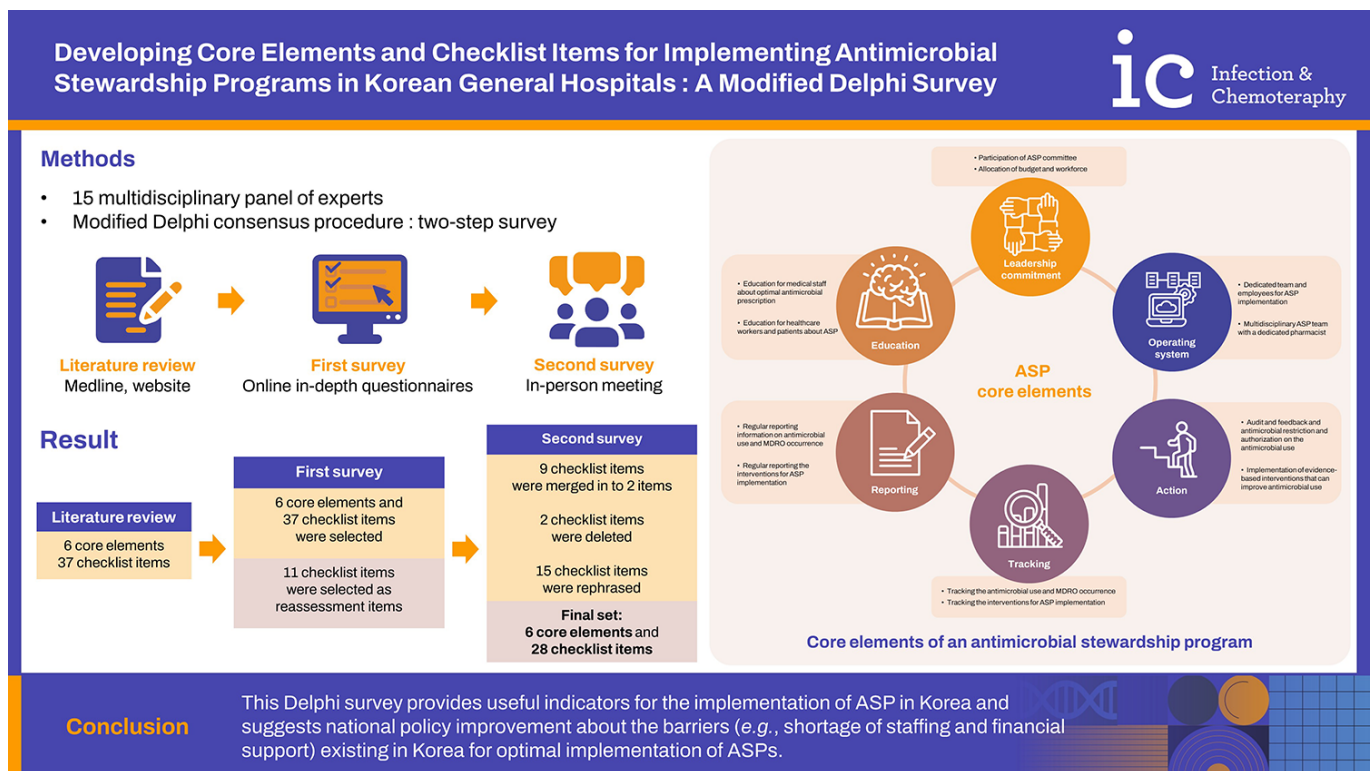 Developing Core Elements and Checklist Items for Implementing Antimicrobial
Stewardship Programs in Korean General Hospitals : A Modified Delphi Survey
ic
Infection &
Chemoteraphy
Methods
• 15 multidisciplinary panel of experts
• Modified Delphi consensus procedure : two-step survey
Literature review
Medline, website
First survey
Online in-depth questionnaires
Second survey
In-person meeting
Result
Literature review
6 core elements
37 checklist items
First survey
6 core elements and
37 checklist items
were selected
11 checklist items
were selected as
reassessment items
Second survey
9 checklist items
were merged in to 2 items
2 checklist items
were deleted
15 checklist items
were rephrased
Final set:
6 core elements and
28 checklist items
• Participation of ASP committee
• Allocation of budget and workforce
Leadership
commitment
• Dedicated team and
employees for ASP
implementation
• Multidisciplinary ASP team
with a dedicated pharmacist
Operating
system
• Audit and feedback and
antimicrobial restriction and
authorization on the
antimicrobial use
• Implementation of evidence-
based interventions that can
improve antimicrobial use
Action
Tracking
• Tracking the antimicrobial use and MDRO occurrence
• Tracking the interventions for ASP implementation
• Regular reporting
information on antimicrobial
use and MDRO occurrence
• Regular reporting the
interventions for ASP
implementation
Reporting
• Education for medical staff
about optimal antimicrobial
prescription
• Education for healthcare
workers and patients about ASP
Education
ASP
core elements
Core elements of an antimicrobial stewardship program
Conclusion
This Delphi survey provides useful indicators for the implementation of ASP in Korea and
suggests national policy improvement about the barriers (e.g., shortage of staffing and financial
support) existing in Korea for optimal implementation of ASPs.